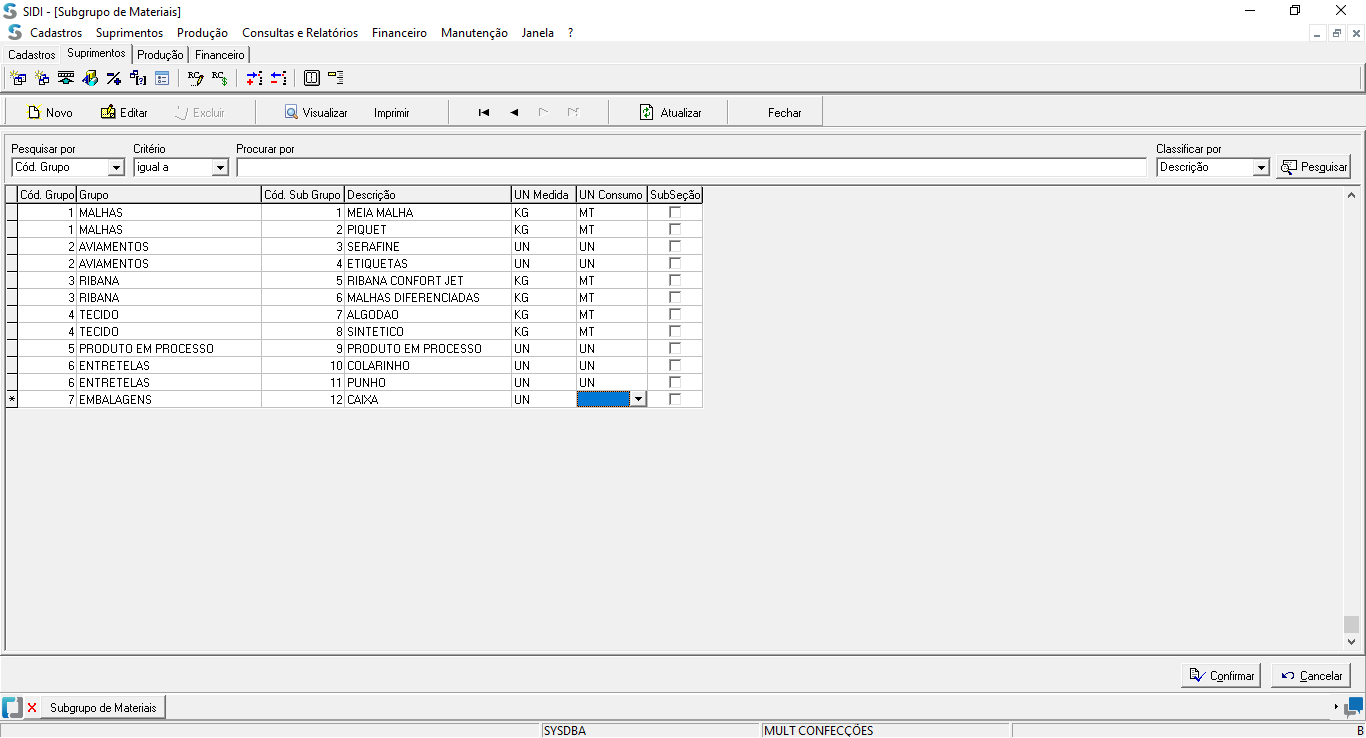 SIDI - [Subgrupo de Materiais]
Cadastros Suprimentos Produção Consultas e Relatórios Financeiro Manutenção Janela ?
Cadastros Suprimentos Produção Financeiro
RC RC$
Novo Editar Excluir Visualizar Imprimir Atualizar Fechar
Pesquisar por Critério Procurar por Classificar por
Cód. Grupo igual a Descrição Pesquisar
Cód. Grupo Grupo Cód. Sub Grupo Descrição UN Medida UN Consumo SubSeção
1 MALHAS 1 MEIA MALHA KG MT
1 MALHAS 2 PIQUET KG MT
2 AVIAMENTOS 3 SERAFINE UN UN
2 AVIAMENTOS 4 ETIQUETAS UN UN
3 RIBANA 5 RIBANA CONFORT JET KG MT
3 RIBANA 6 MALHAS DIFERENCIADAS KG MT
4 TECIDO 7 ALGODAO KG MT
4 TECIDO 8 SINTETICO KG MT
5 PRODUTO EM PROCESSO 9 PRODUTO EM PROCESSO UN UN
6 ENTRETELAS 10 COLARINHO UN UN
6 ENTRETELAS 11 PUNHO UN UN
* 7 EMBALAGENS 12 CAIXA UN
Confirmar Cancelar
Subgrupo de Materiais
SYSDBA MULT CONFECÇÕES B